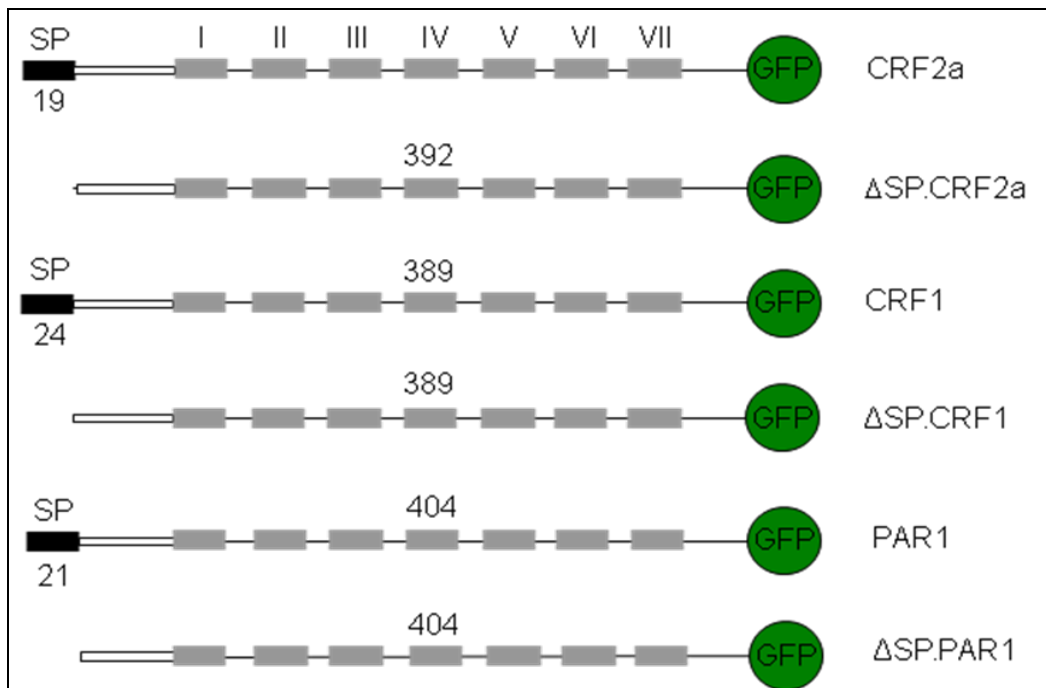 SP I II III IV V VI VII
GFP CRF2a
19
392
GFP ΔSP.CRF2a
SP 389
GFP CRF1
24
389
GFP ΔSP.CRF1
SP 404
GFP PAR1
21
404
GFP ΔSP.PAR1